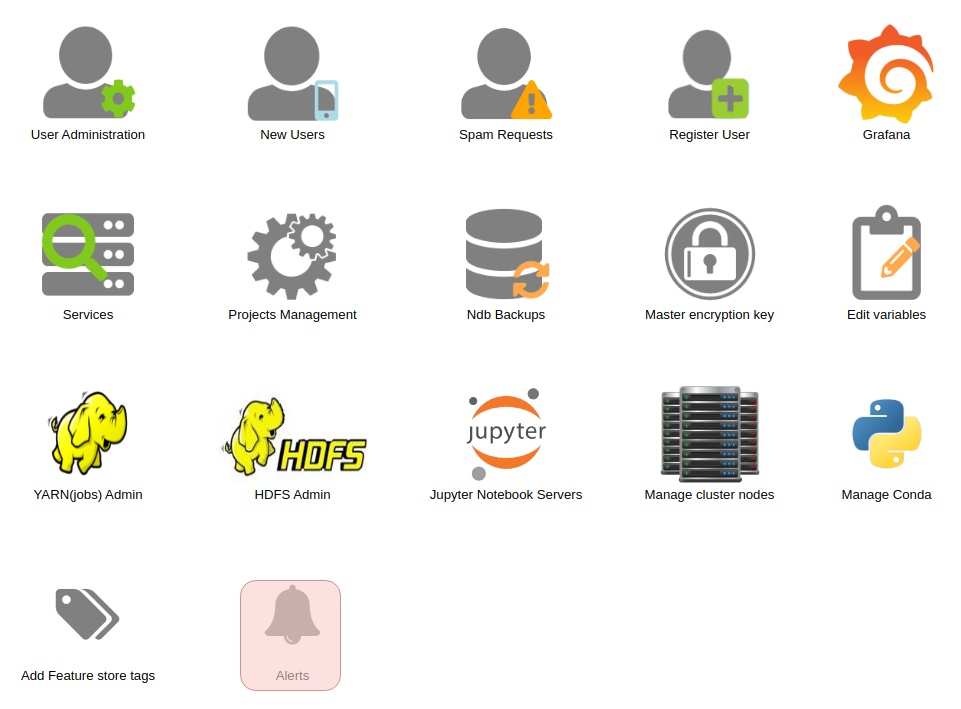 User Administration
New Users
Spam Requests
Register User
Grafana
Services
Projects Management
Ndb Backups
Master encryption key
Edit variables
HDFS
jupyter
YARN(jobs) Admin
HDFS Admin
Jupyter Notebook Servers
Manage cluster nodes
Manage Conda
Add Feature store tags
Alerts